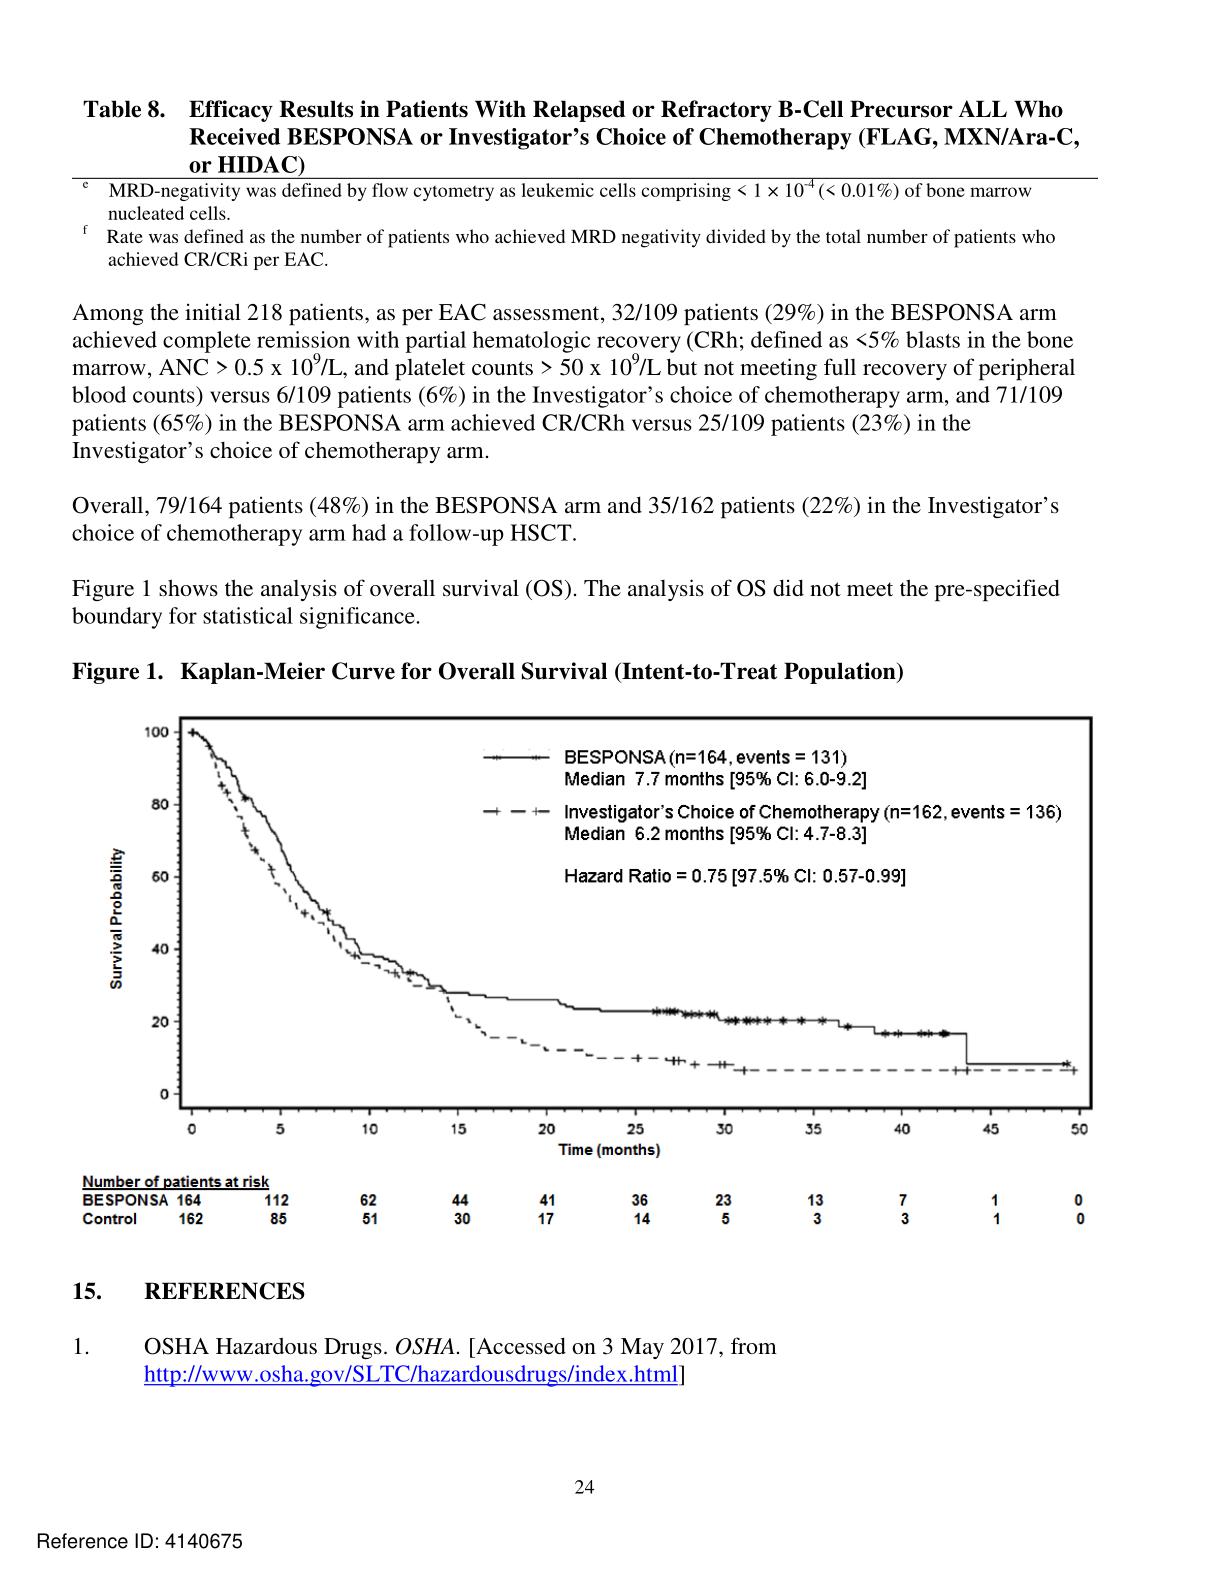 Table 8. Efficacy Results in Patients With Relapsed or Refractory B-Cell Precursor ALL Who
Received BESPONSA or Investigator’s Choice of Chemotherapy (FLAG, MXN/Ara-C,
or HIDAC)
e MRD-negativity was defined by flow cytometry as leukemic cells comprising < 1 × 10-4 (< 0.01%) of bone marrow
nucleated cells.
f Rate was defined as the number of patients who achieved MRD negativity divided by the total number of patients who
achieved CR/CRi per EAC.
Among the initial 218 patients, as per EAC assessment, 32/109 patients (29%) in the BESPONSA arm
achieved complete remission with partial hematologic recovery (CRh; defined as <5% blasts in the bone
marrow, ANC > 0.5 x 10⁹/L, and platelet counts > 50 x 10⁹/L but not meeting full recovery of peripheral
blood counts) versus 6/109 patients (6%) in the Investigator’s choice of chemotherapy arm, and 71/109
patients (65%) in the BESPONSA arm achieved CR/CRh versus 25/109 patients (23%) in the
Investigator’s choice of chemotherapy arm.
Overall, 79/164 patients (48%) in the BESPONSA arm and 35/162 patients (22%) in the Investigator’s
choice of chemotherapy arm had a follow-up HSCT.
Figure 1 shows the analysis of overall survival (OS). The analysis of OS did not meet the pre-specified
boundary for statistical significance.
Figure 1. Kaplan-Meier Curve for Overall Survival (Intent-to-Treat Population)
BESPONSA (n=164, events = 131)
Median 7.7 months [95% CI: 6.0-9.2]
Investigator’s Choice of Chemotherapy (n=162, events = 136)
Median 6.2 months [95% CI: 4.7-8.3]
Hazard Ratio = 0.75 [97.5% CI: 0.57-0.99]
Survival Probability
100
80
60
40
20
0
0 5 10 15 20 25 30 35 40 45 50
Time (months)
Number of patients at risk
BESPONSA 164 112 62 44 41 36 23 13 7 1 0
Control 162 85 51 30 17 14 5 3 3 1 0
15. REFERENCES
1. OSHA Hazardous Drugs. OSHA. [Accessed on 3 May 2017, from
http://www.osha.gov/SLTC/hazardousdrugs/index.html]
24
Reference ID: 4140675